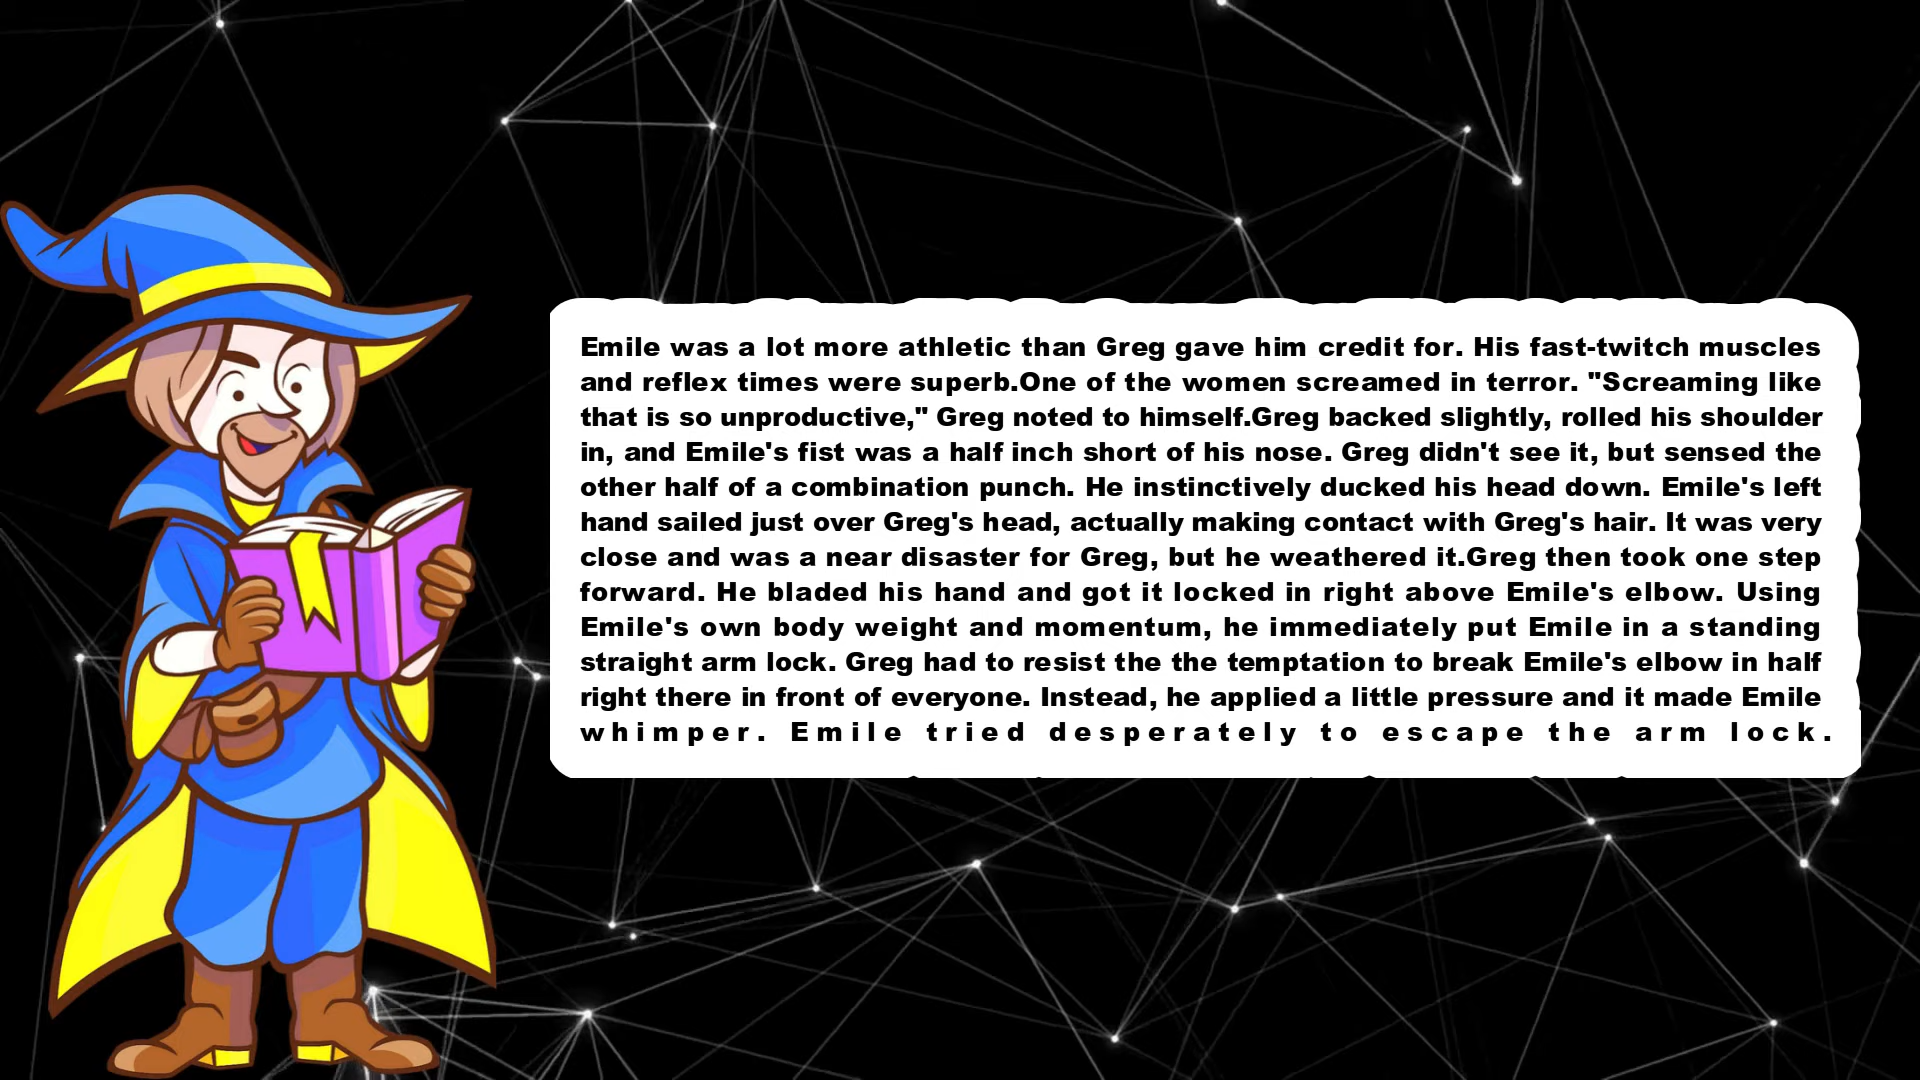 Emile was a lot more athletic than Greg gave him credit for. His fast-twitch muscles
and reflex times were superb.One of the women screamed in terror. "Screaming like
that is so unproductive," Greg noted to himself.Greg backed slightly, rolled his shoulder
in, and Emile's fist was a half inch short of his nose. Greg didn't see it, but sensed the
other half of a combination punch. He instinctively ducked his head down. Emile's left
hand sailed just over Greg's head, actually making contact with Greg's hair. It was very
close and was a near disaster for Greg, but he weathered it.Greg then took one step
forward. He bladed his hand and got it locked in right above Emile's elbow. Using
Emile's own body weight and momentum, he immediately put Emile in a standing
straight arm lock. Greg had to resist the the temptation to break Emile's elbow in half
right there in front of everyone. Instead, he applied a little pressure and it made Emile
whimper. Emile tried desperately to escape the arm lock.